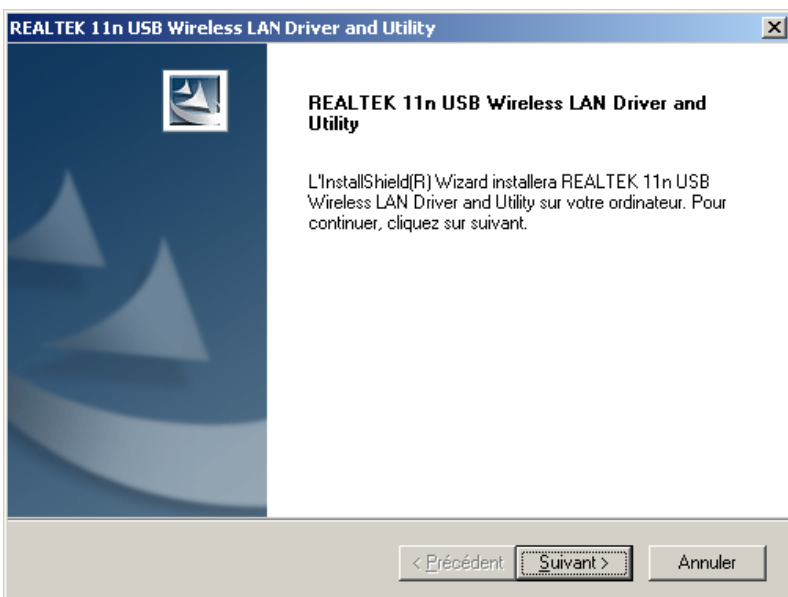 REALTEK 11n USB Wireless LAN Driver and Utility
REALTEK 11n USB Wireless LAN Driver and
Utility
L'InstallShield(R) Wizard installera REALTEK 11n USB
Wireless LAN Driver and Utility sur votre ordinateur. Pour
continuer, cliquez sur suivant.
< Précédent
Suivant >
Annuler